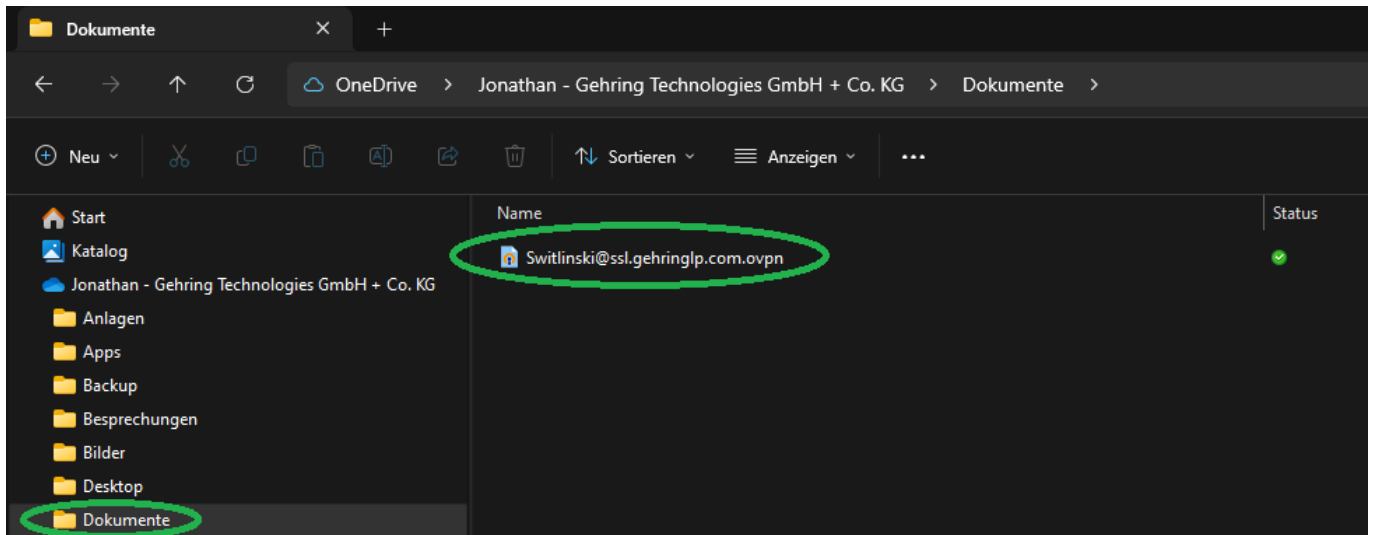 Dokumente
OneDrive > Jonathan - Gehring Technologies GmbH + Co. KG > Dokumente >
Neu Sortieren Anzeigen ...
Start
Katalog
Jonathan - Gehring Technologies GmbH + Co. KG
Anlagen
Apps
Backup
Besprechungen
Bilder
Desktop
Dokumente
Name Status
Switlinski@ssl.gehringlp.com.ovpn